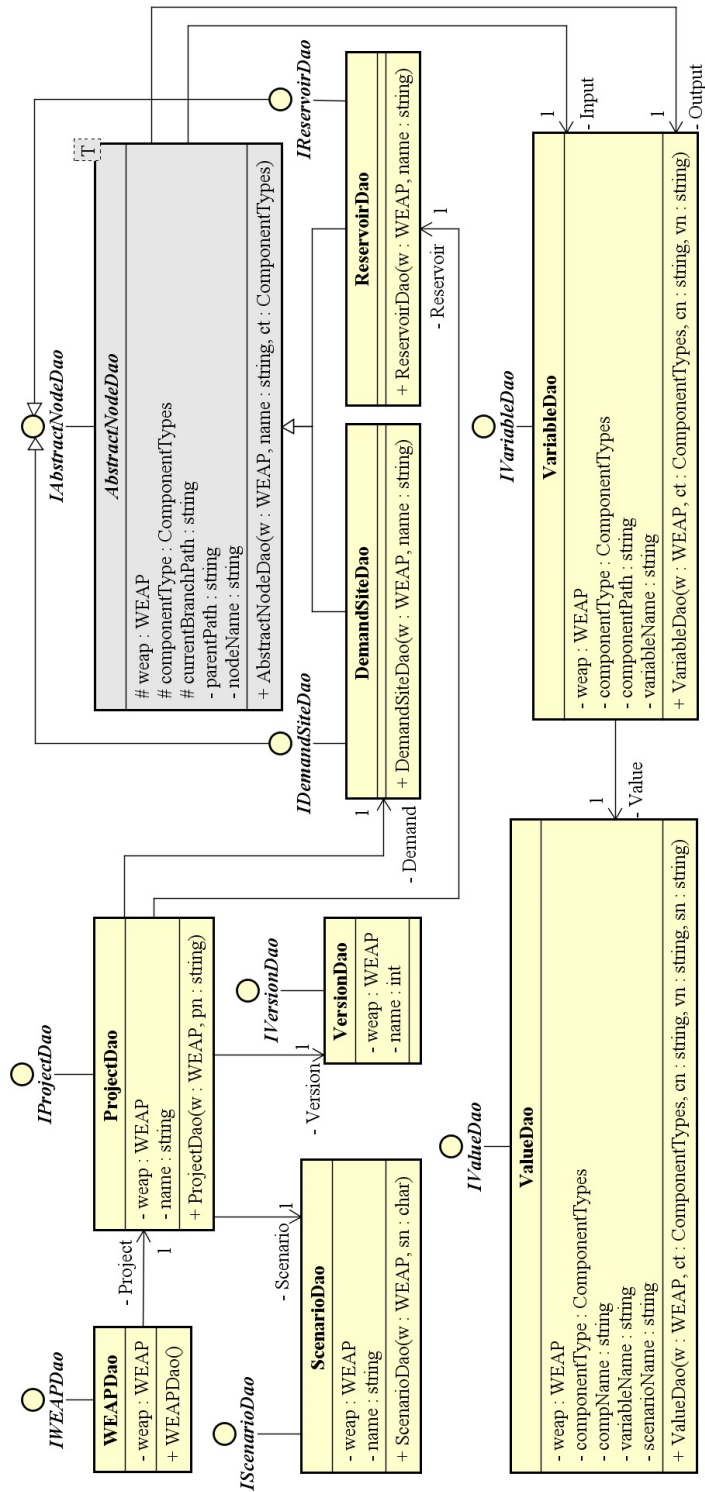 IWEAPDao
WEAPDao
- weap : WEAP
+ WEAPDao()
- Project
1
IProjectDao
ProjectDao
- weap : WEAP
- name : string
+ ProjectDao(w : WEAP, pn : string)
IScenarioDao
- Scenario
1
ScenarioDao
- weap : WEAP
- name : string
+ ScenarioDao(w : WEAP, sn : char)
- Version
1
IVersionDao
VersionDao
- weap : WEAP
- name : int
IAbstractNodeDao
T
AbstractNodeDao
# weap : WEAP
# componentType : ComponentTypes
# currentBranchPath : string
- parentPath : string
- nodeName : string
+ AbstractNodeDao(w : WEAP, name : string, ct : ComponentTypes)
IDemandSiteDao
1
- Demand
DemandSiteDao
+ DemandSiteDao(w : WEAP, name : string)
IReservoirDao
ReservoirDao
+ ReservoirDao(w : WEAP, name : string)
- Reservoir
1
IValueDao
ValueDao
- weap : WEAP
- componentType : ComponentTypes
- compName : string
- variableName : string
- scenarioName : string
+ ValueDao(w : WEAP, ct : ComponentTypes, cn : string, vn : string, sn : string)
1
- Value
IVariableDao
VariableDao
- weap : WEAP
- componentType : ComponentTypes
- componentPath : string
- variableName : string
+ VariableDao(w : WEAP, ct : ComponentTypes, cn : string, vn : string)
1
- Input
1
- Output